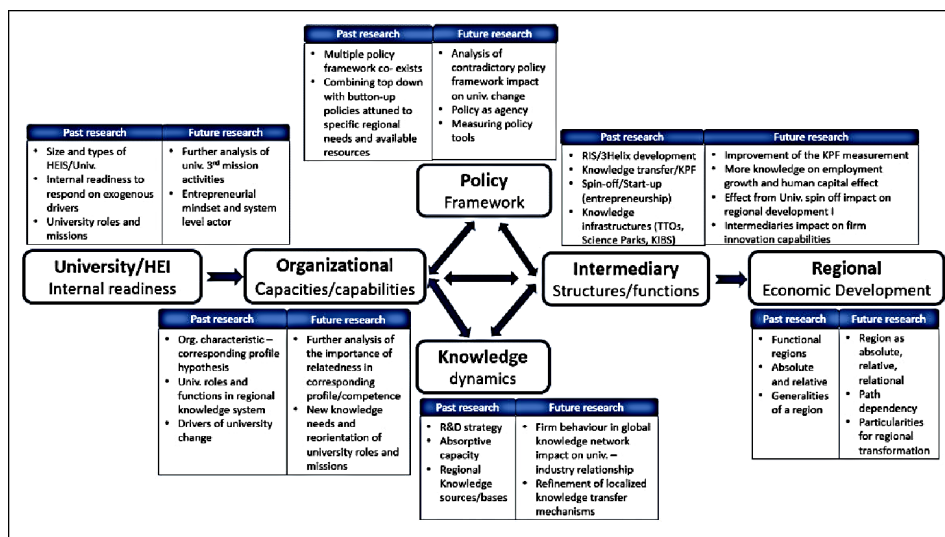 Past research
Future research
• Multiple policy
framework co- exists
• Combining top down
with button-up
policies attuned to
specific regional
needs and available
resources
• Analysis of
contradictory policy
framework impact
on univ. change
• Policy as agency
• Measuring policy
tools
Past research
Future research
• Size and types of
HEIS/Univ.
• Internal readiness to
respond on exogenous
drivers
• University roles and
missions
• Further analysis of
univ. 3rd mission
activities
• Entrepreneurial
mindset and system
level actor
Past research
Future research
• RIS/3Helix development
• Knowledge transfer/KPF
• Spin-off/Start-up
(entrepreneurship)
• Knowledge
infrastructures (TTOs,
Science Parks, KIBS)
• Improvement of the KPF measurement
• More knowledge on employment
growth and human capital effect
• Effect from Univ. spin off impact on
regional development I
• Intermediaries impact on firm
innovation capabilities
Policy
Framework
University/HEI
Internal readiness
Organizational
Capacities/capabilities
Intermediary
Structures/functions
Regional
Economic Development
Knowledge
dynamics
Past research
Future research
• Org. characteristic –
corresponding profile
hypothesis
• Univ. roles and
functions in regional
knowledge system
• Drivers of university
change
• Further analysis of
the importance of
relatedness in
corresponding
profile/competence
• New knowledge
needs and
reorientation of
university roles and
missions
Past research
Future research
• R&D strategy
• Absorptive
capacity
• Regional
Knowledge
sources/bases
• Firm behaviour in global
knowledge network
impact on univ. –
industry relationship
• Refinement of localized
knowledge transfer
mechanisms
Past research
Future research
• Functional
regions
• Absolute
and relative
• Generalities
of a region
• Region as
absolute,
relative,
relational
• Path
dependency
• Particularities
for regional
transformation